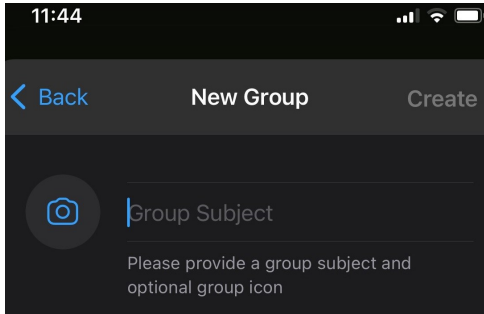 11:44
Back New Group Create
Group Subject
Please provide a group subject and
optional group icon